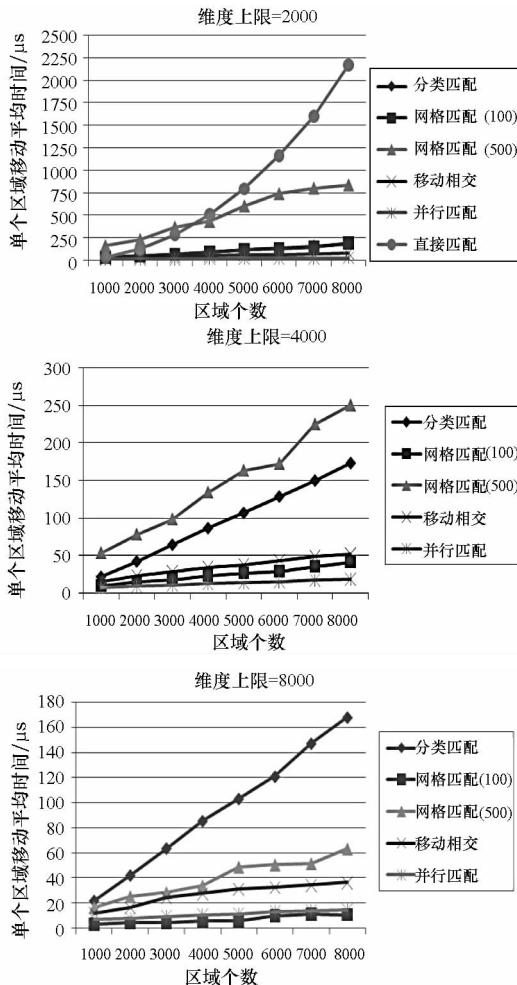 维度上限=2000
单个区域移动平均时间/μs
2500
2250
2000
1750
1500
1250
1000
750
500
250
0
1000 2000 3000 4000 5000 6000 7000 8000
区域个数
分类匹配
网格匹配 (100)
网格匹配 (500)
移动相交
并行匹配
直接匹配
维度上限=4000
单个区域移动平均时间/μs
300
250
200
150
100
50
0
1000 2000 3000 4000 5000 6000 7000 8000
区域个数
分类匹配
网格匹配(100)
网格匹配(500)
移动相交
并行匹配
维度上限=8000
单个区域移动平均时间/μs
180
160
140
120
100
80
60
40
20
0
1000 2000 3000 4000 5000 6000 7000 8000
区域个数
分类匹配
网格匹配(100)
网格匹配(500)
移动相交
并行匹配